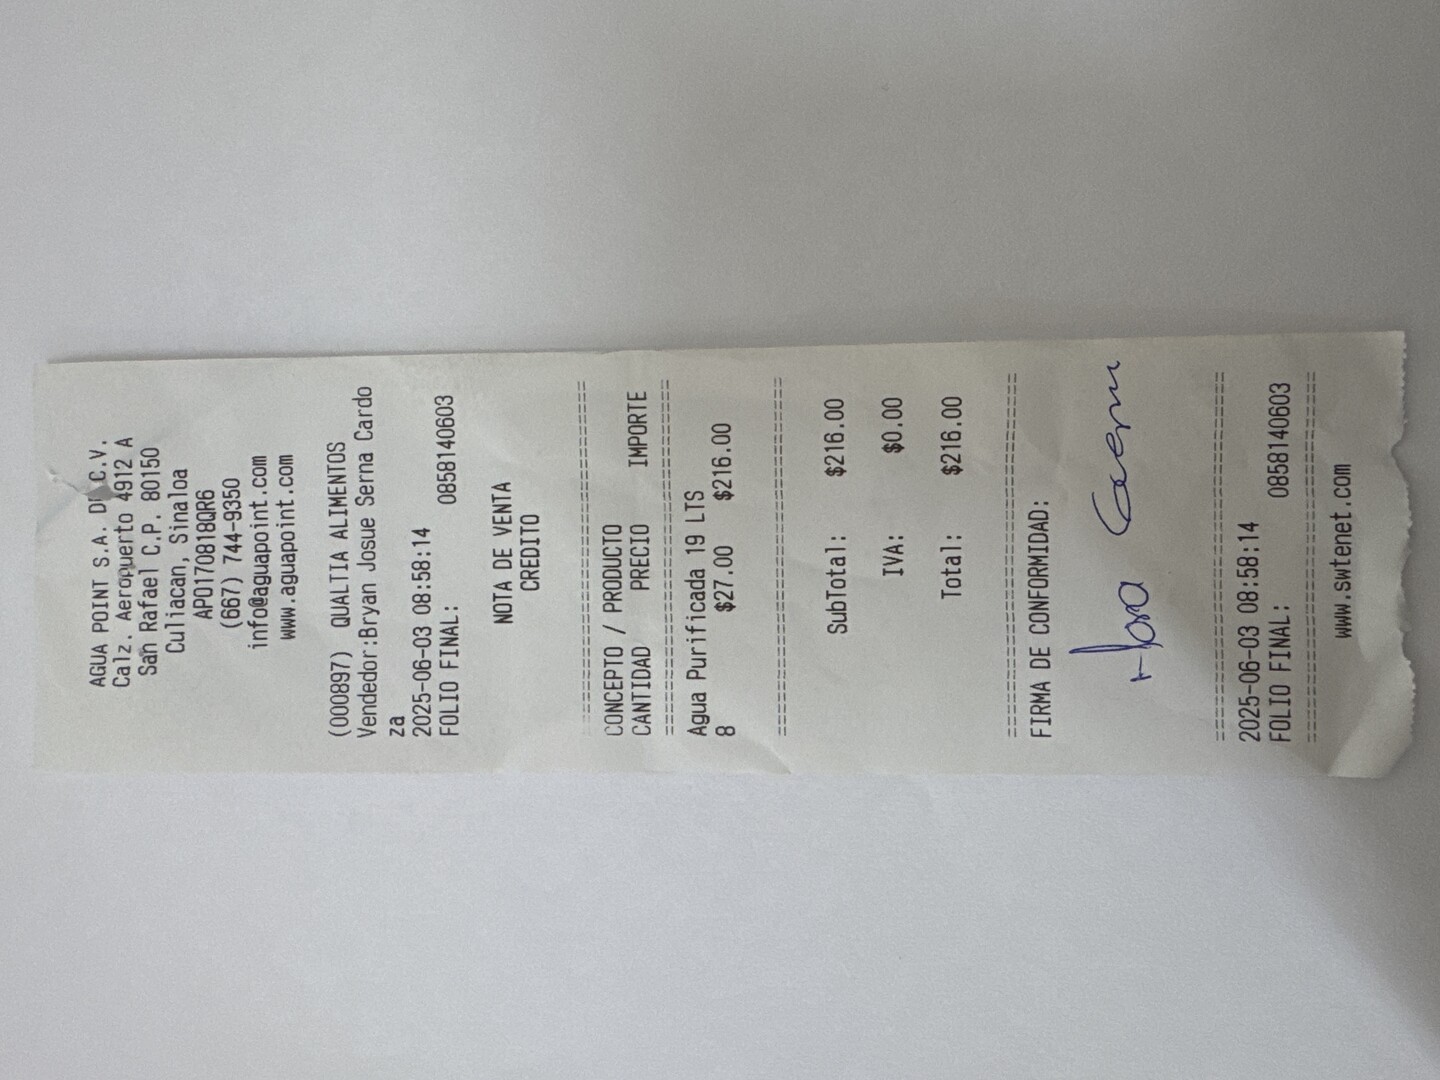 AGUA POINT S.A. DE C.V.
Calz. Aeropuerto 4912 A
San Rafael C.P. 80150
Culiacan, Sinaloa
APO170818QR6
(667) 744-9350
info@aguapoint.com
www.aguapoint.com
(000897) QUALTIA ALIMENTOS
Vendedor:Bryan Josue Serna Cardo
za
2025-06-03 08:58:14
FOLIO FINAL: 0858140603
NOTA DE VENTA
CREDITO
================================
CONCEPTO / PRODUCTO
CANTIDAD PRECIO IMPORTE
================================
Agua Purificada 19 LTS
8 $27.00 $216.00
================================
SubTotal: $216.00
IVA: $0.00
Total: $216.00
================================
FIRMA DE CONFORMIDAD:
================================
2025-06-03 08:58:14
FOLIO FINAL: 0858140603
================================
www.swtenet.com